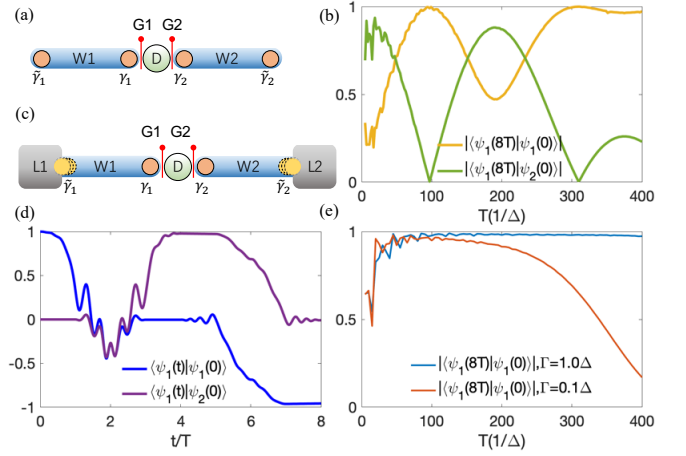 (a)
G1 G2
W1 D W2
γ̃₁ γ₁ γ₂ γ̃₂
(b)
1
0.5
0
|⟨ψ₁(8T)|ψ₁(0)⟩|
|⟨ψ₁(8T)|ψ₂(0)⟩|
0 100 200 300 400
T(1/Δ)
(c)
G1 G2
L1 W1 D W2 L2
γ̃₁ γ₁ γ₂ γ̃₂
(d)
1
0.5
0
-0.5
-1
⟨ψ₁(t)|ψ₁(0)⟩
⟨ψ₁(t)|ψ₂(0)⟩
0 2 4 6 8
t/T
(e)
1
0.5
0
|⟨ψ₁(8T)|ψ₁(0)⟩|,Γ=1.0Δ
|⟨ψ₁(8T)|ψ₁(0)⟩|,Γ=0.1Δ
0 100 200 300 400
T(1/Δ)